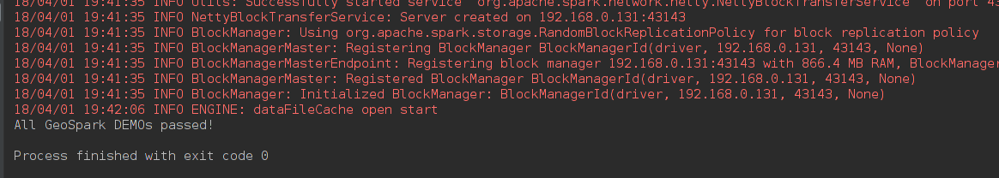 18/04/01 19:41:35 INFO Utils: Successfully started service 'org.apache.spark.network.netty.NettyBlockTransferService' on port 43
18/04/01 19:41:35 INFO NettyBlockTransferService: Server created on 192.168.0.131:43143
18/04/01 19:41:35 INFO BlockManager: Using org.apache.spark.storage.RandomBlockReplicationPolicy for block replication policy
18/04/01 19:41:35 INFO BlockManagerMaster: Registering BlockManager BlockManagerId(driver, 192.168.0.131, 43143, None)
18/04/01 19:41:35 INFO BlockManagerMasterEndpoint: Registering block manager 192.168.0.131:43143 with 866.4 MB RAM, BlockManager
18/04/01 19:41:35 INFO BlockManagerMaster: Registered BlockManager BlockManagerId(driver, 192.168.0.131, 43143, None)
18/04/01 19:41:35 INFO BlockManager: Initialized BlockManager: BlockManagerId(driver, 192.168.0.131, 43143, None)
18/04/01 19:42:06 INFO ENGINE: dataFileCache open start
All GeoSpark DEMOs passed!
Process finished with exit code 0